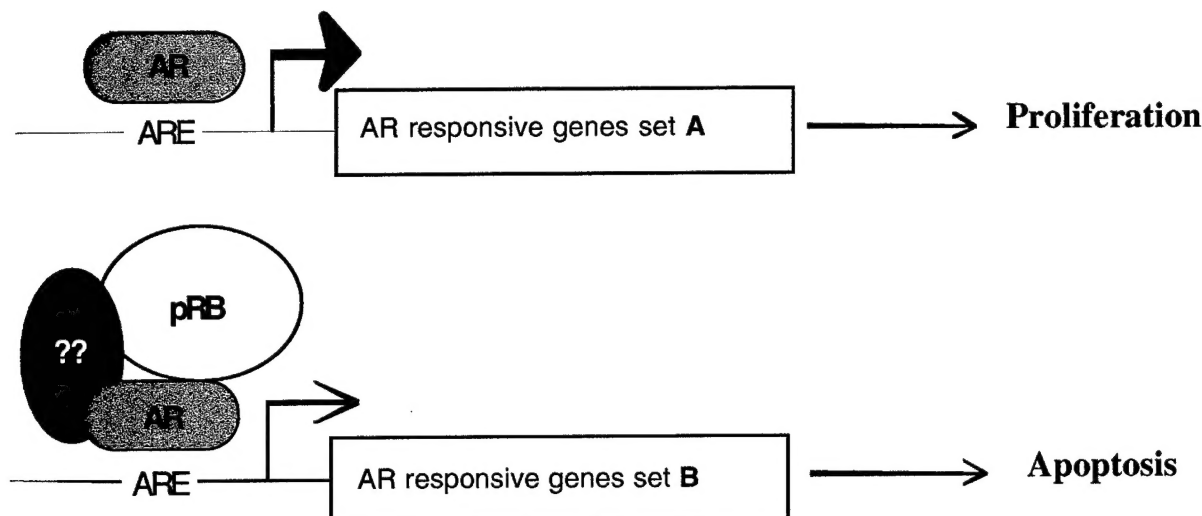 AR
ARE
AR responsive genes set A
Proliferation
pRB
??
AR
ARE
AR responsive genes set B
Apoptosis